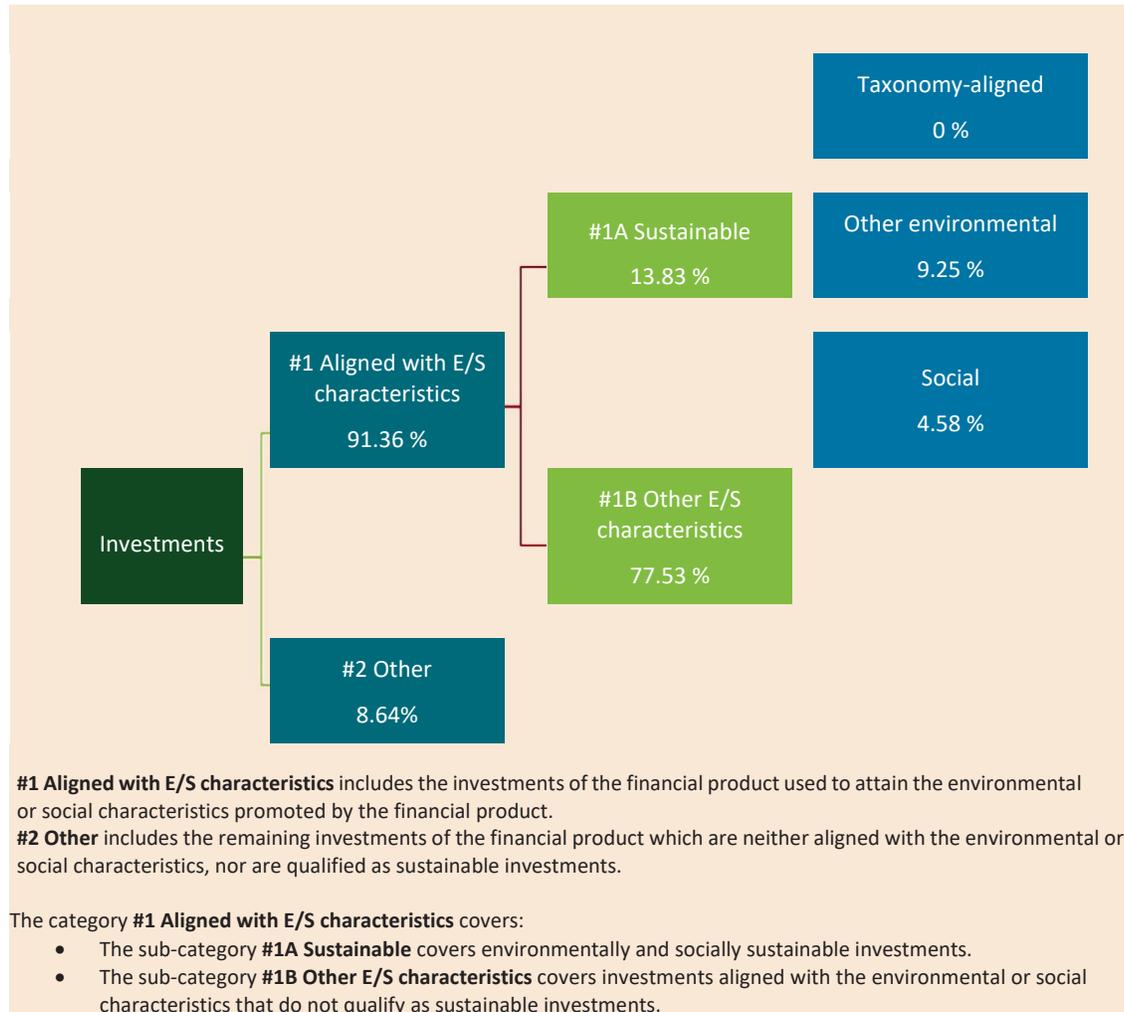 Taxonomy-aligned
0 %
#1A Sustainable
13.83 %
Other environmental
9.25 %
#1 Aligned with E/S
characteristics
91.36 %
Social
4.58 %
Investments
#1B Other E/S
characteristics
77.53 %
#2 Other
8.64%
#1 Aligned with E/S characteristics includes the investments of the financial product used to attain the environmental
or social characteristics promoted by the financial product.
#2 Other includes the remaining investments of the financial product which are neither aligned with the environmental or
social characteristics, nor are qualified as sustainable investments.
The category #1 Aligned with E/S characteristics covers:
• The sub-category #1A Sustainable covers environmentally and socially sustainable investments.
• The sub-category #1B Other E/S characteristics covers investments aligned with the environmental or social
characteristics that do not qualify as sustainable investments.